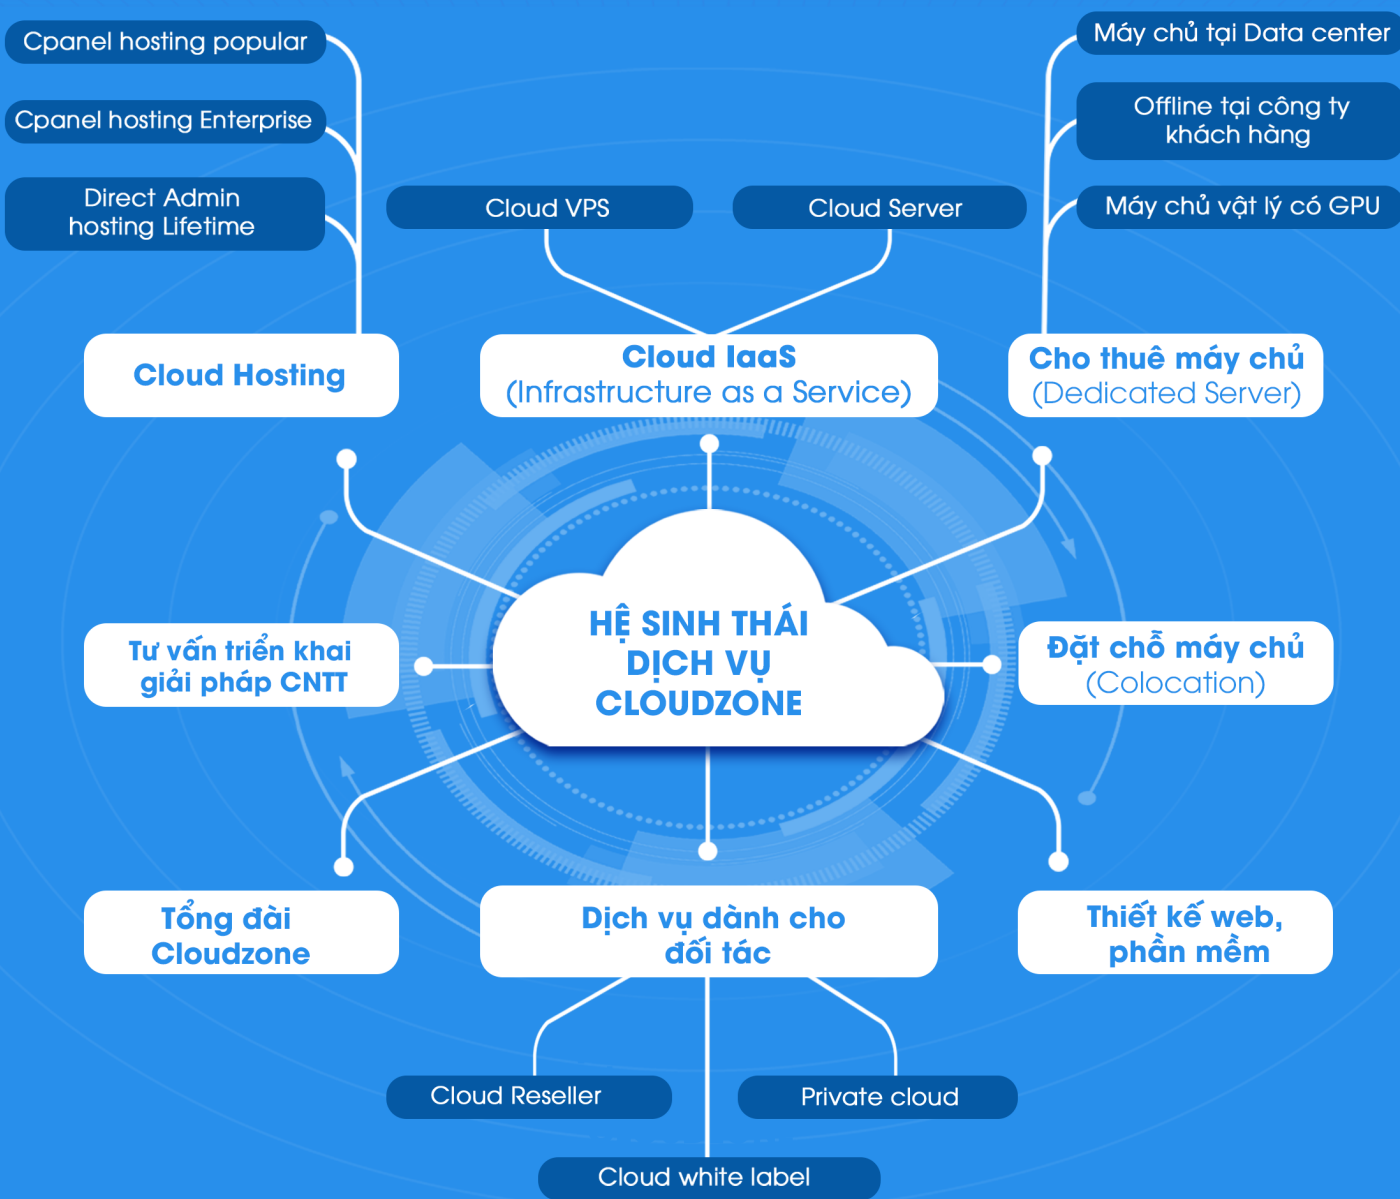 Cpanel hosting popular
Cpanel hosting Enterprise
Direct Admin
hosting Lifetime
Cloud VPS
Cloud Server
Máy chủ tại Data center
Offline tại công ty
khách hàng
Máy chủ vật lý có GPU
Cloud Hosting
Cloud IaaS
(Infrastructure as a Service)
Cho thuê máy chủ
(Dedicated Server)
HỆ SINH THÁI
DỊCH VỤ
CLOUDZONE
Tư vấn triển khai
giải pháp CNTT
Đặt chỗ máy chủ
(Colocation)
Tổng đài
Cloudzone
Dịch vụ dành cho
đối tác
Thiết kế web,
phần mềm
Cloud Reseller
Private cloud
Cloud white label